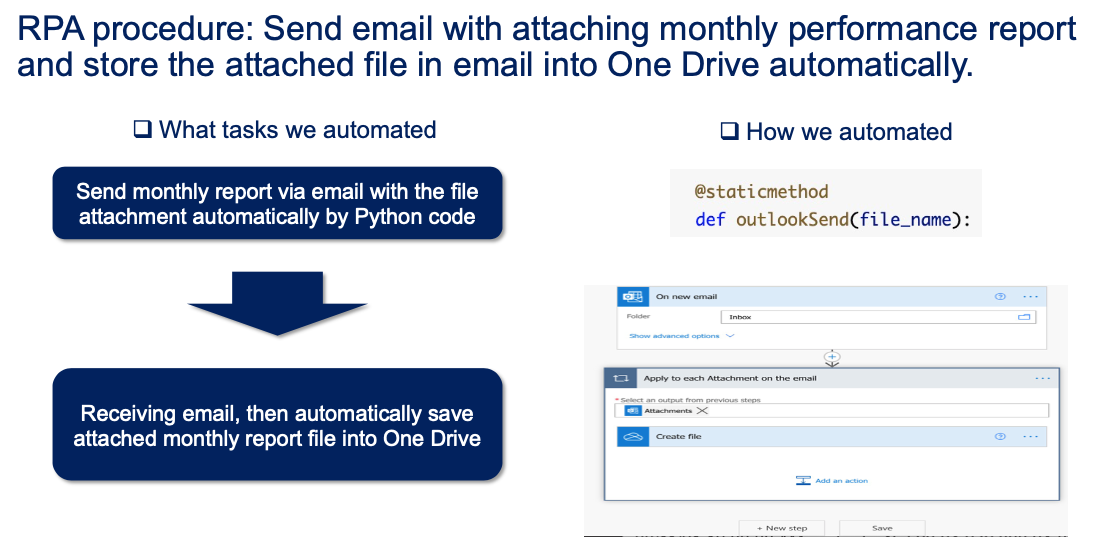 RPA procedure: Send email with attaching monthly performance report
and store the attached file in email into One Drive automatically.
What tasks we automated
Send monthly report via email with the file
attachment automatically by Python code
Receiving email, then automatically save
attached monthly report file into One Drive
How we automated
@staticmethod
def outlookSend(file_name):
On new email
Folder
Inbox
Show advanced options
Apply to each Attachment on the email
* Select an output from previous steps
Attachments
Create file
Add an action
+ New step
Save